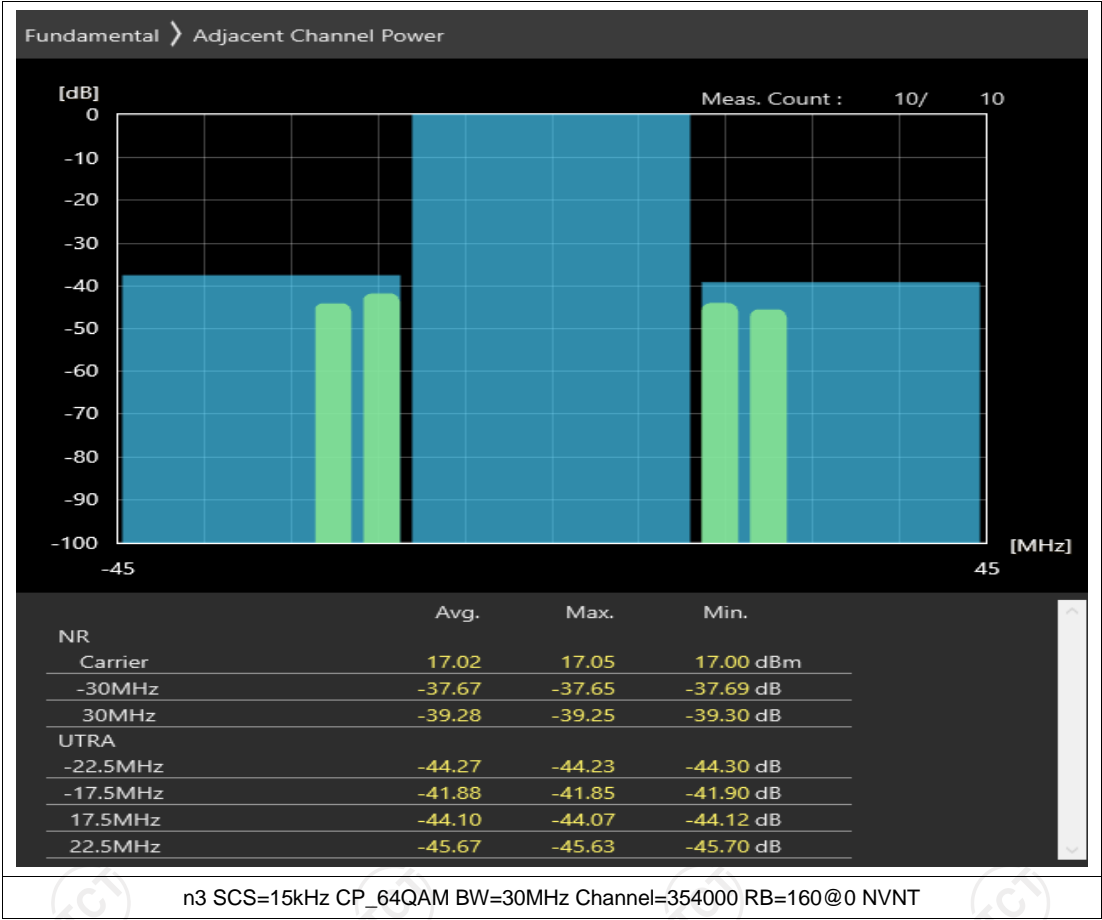 Fundamental 〉 Adjacent Channel Power
[dB]
Meas. Count : 10/ 10
0
-10
-20
-30
-40
-50
-60
-70
-80
-90
-100
[MHz]
-45 45
Avg. Max. Min.
NR
Carrier 17.02 17.05 17.00 dBm
-30MHz -37.67 -37.65 -37.69 dB
30MHz -39.28 -39.25 -39.30 dB
UTRA
-22.5MHz -44.27 -44.23 -44.30 dB
-17.5MHz -41.88 -41.85 -41.90 dB
17.5MHz -44.10 -44.07 -44.12 dB
22.5MHz -45.67 -45.63 -45.70 dB
n3 SCS=15kHz CP_64QAM BW=30MHz Channel=354000 RB=160@0 NVNT
TCT TCT TCT TCT